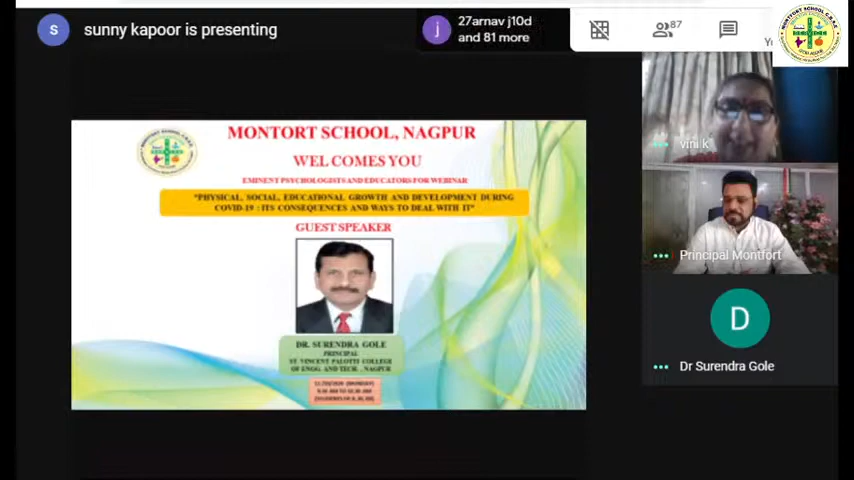 s
sunny kapoor is presenting
j
27arnav j10d
and 81 more
87
MONTORT SCHOOL, NAGPUR
WEL COMES YOU
EMINENT PSYCHOLOGISTS AND EDUCATORS FOR WEBINAR
"PHYSICAL, SOCIAL, EDUCATIONAL GROWTH AND DEVELOPMENT DURING
COVID-19 : ITS CONSEQUENCES AND WAYS TO DEAL WITH IT"
GUEST SPEAKER
DR. SURENDRA GOLE
PRINCIPAL
ST. VINCENT PALOTTI COLLEGE
OF ENGG. AND TECH. , NAGPUR
vini k
Principal Montfort
D
Dr Surendra Gole